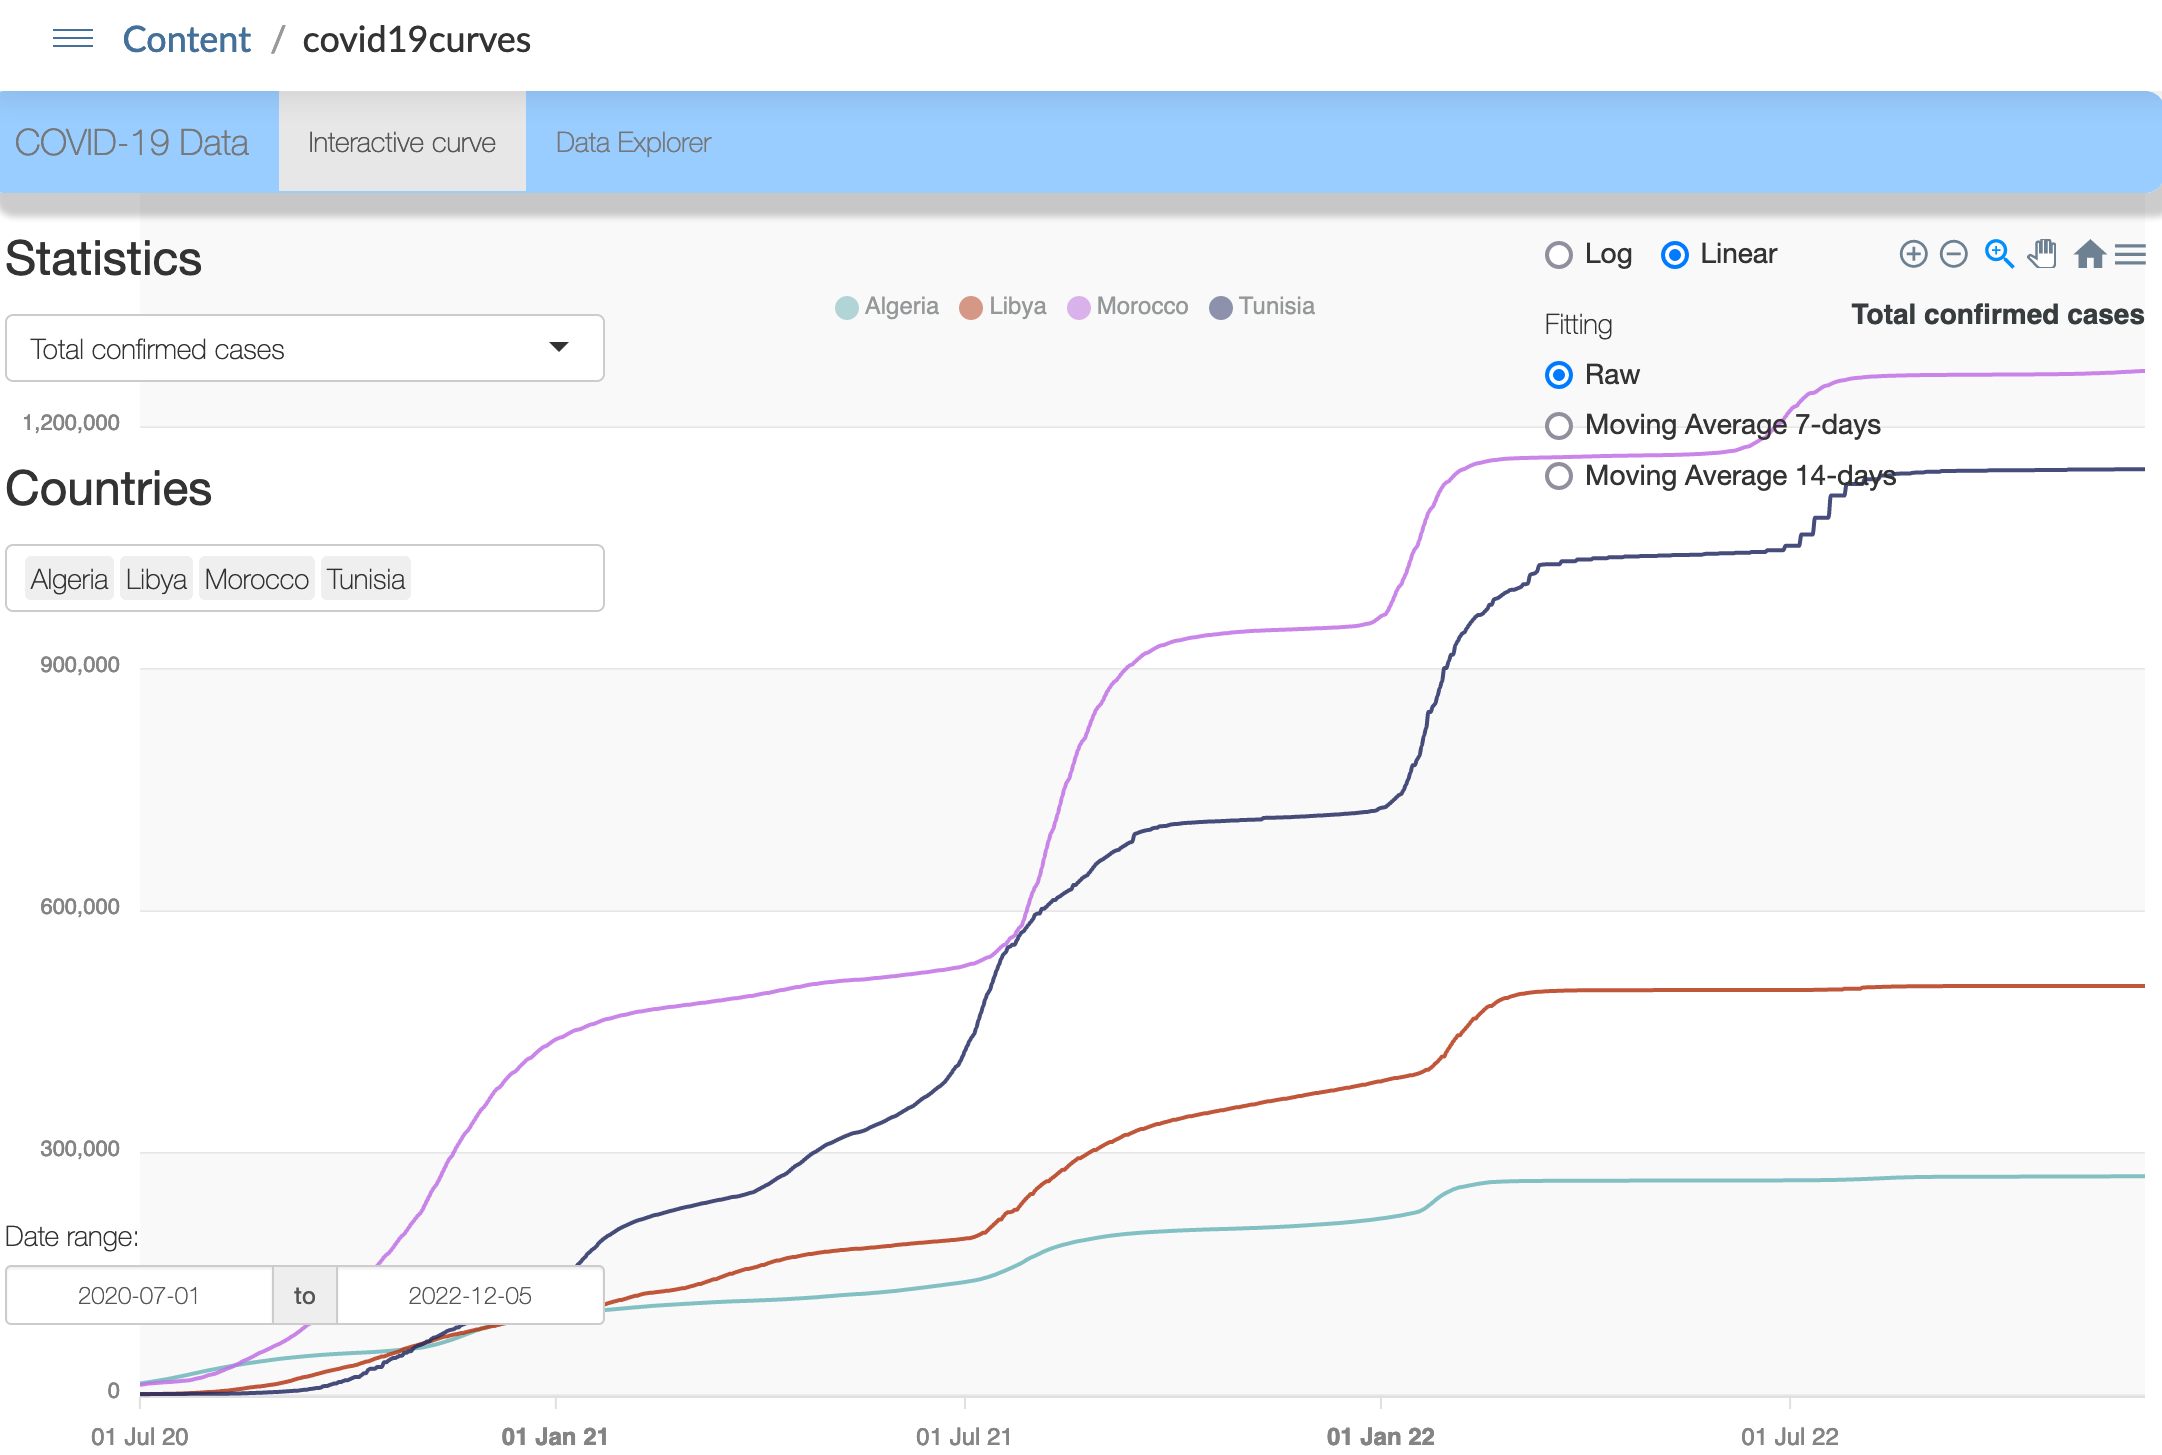 Content / covid19curves
COVID-19 Data Interactive curve Data Explorer
Statistics
Total confirmed cases
Countries
Algeria Libya Morocco Tunisia
Date range:
2020-07-01 to 2022-12-05
Log Linear
Fitting
Raw
Moving Average 7-days
Moving Average 14-days
Total confirmed cases
Algeria Libya Morocco Tunisia
1,200,000
900,000
600,000
300,000
0
01 Jul 20 01 Jan 21 01 Jul 21 01 Jan 22 01 Jul 22